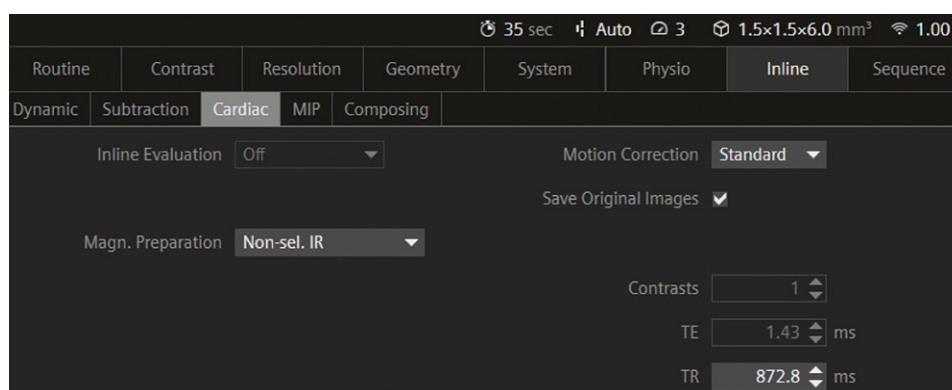 35 sec Auto 3 1.5×1.5×6.0 mm³ 1.00
Routine Contrast Resolution Geometry System Physio Inline Sequence
Dynamic Subtraction Cardiac MIP Composing
Inline Evaluation Off Motion Correction Standard
Save Original Images
Magn. Preparation Non-sel. IR
Contrasts 1
TE 1.43 ms
TR 872.8 ms